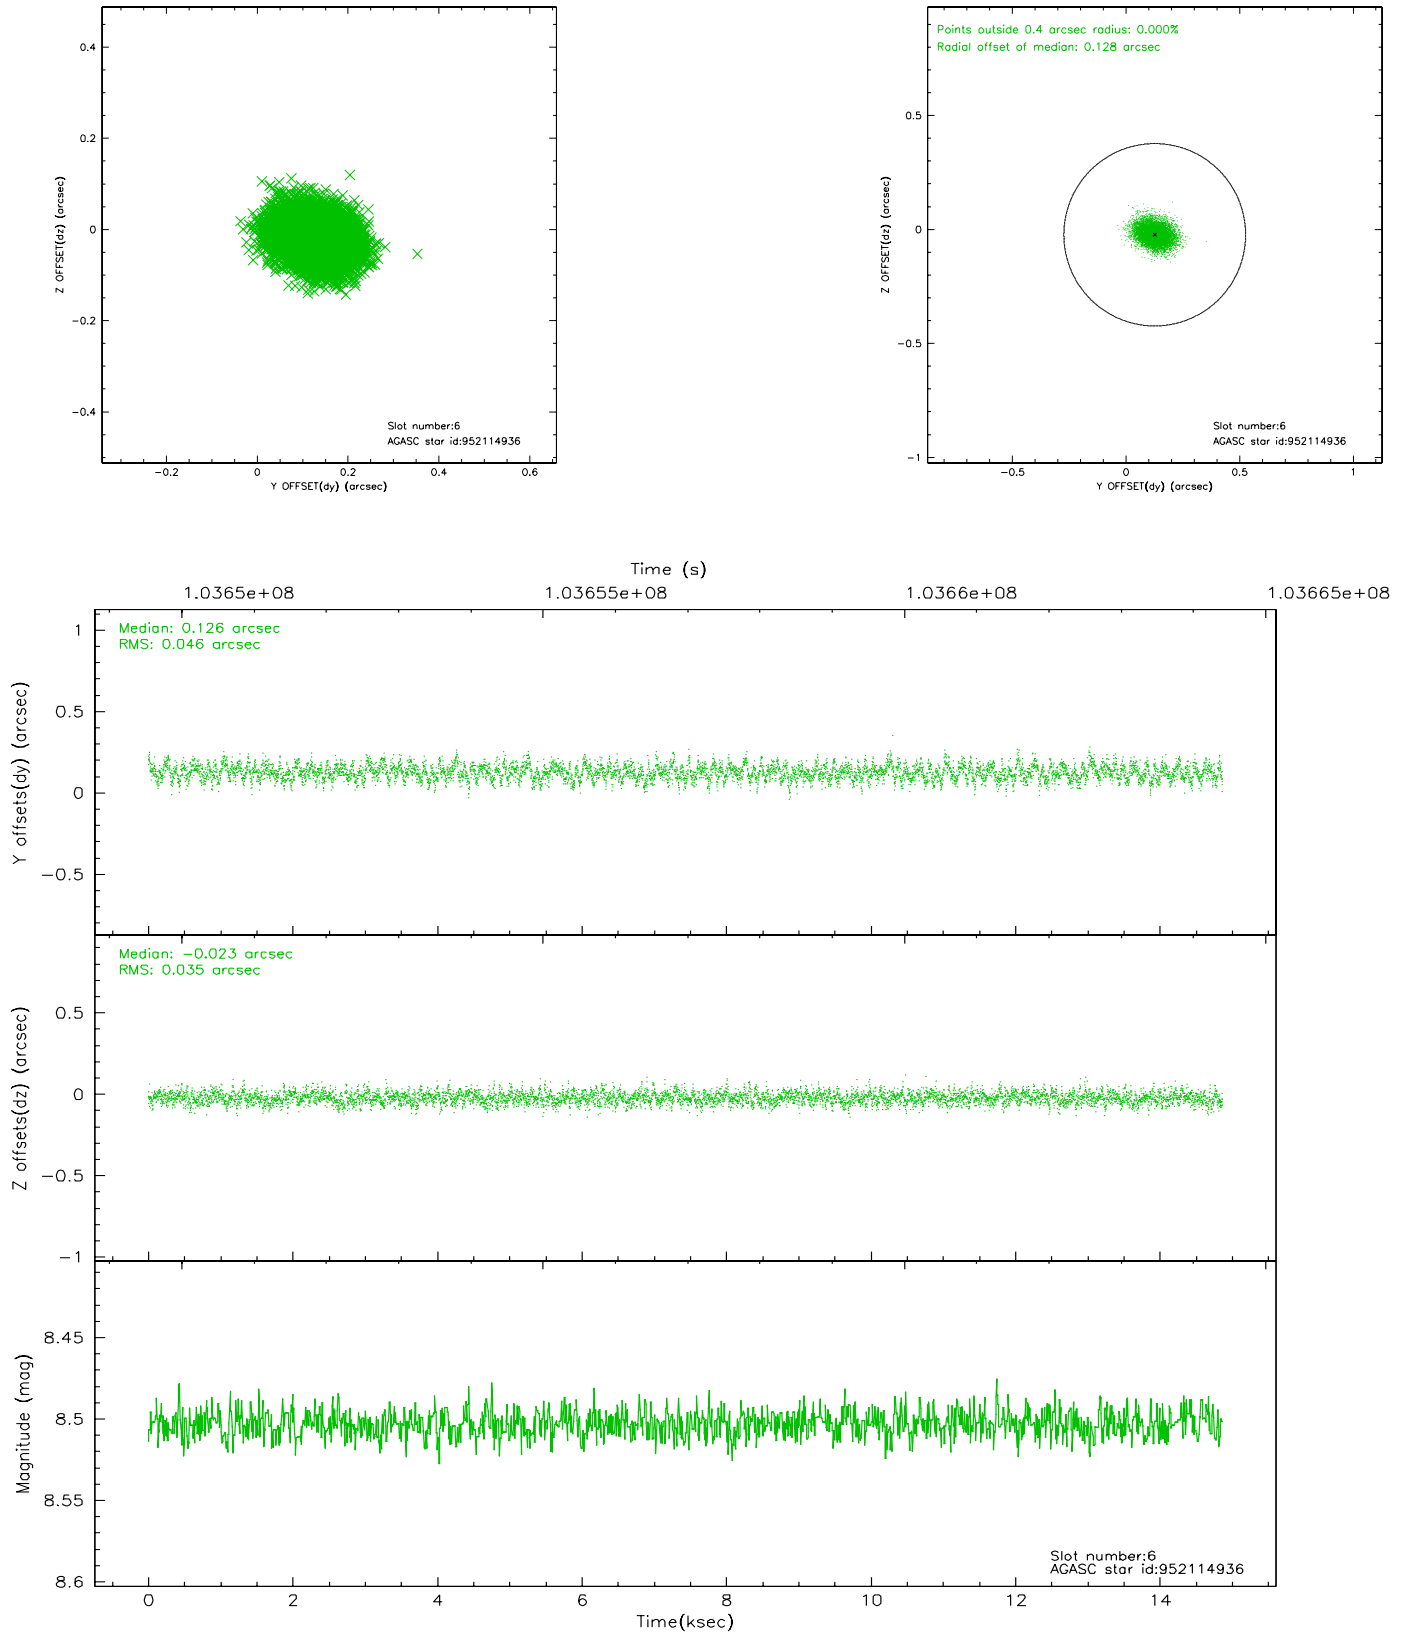 0.4
0.2
0
−0.2
−0.4
Z OFFSET(dz) (arcsec)
Slot number:6
AGASC star id:952114936
−0.2 0 0.2 0.4 0.6
Y OFFSET(dy) (arcsec)
Points outside 0.4 arcsec radius: 0.000%
Radial offset of median: 0.128 arcsec
0.5
0
−0.5
−1
Z OFFSET(dz) (arcsec)
Slot number:6
AGASC star id:952114936
−0.5 0 0.5 1
Y OFFSET(dy) (arcsec)
Time (s)
1.0365e+08 1.03655e+08 1.0366e+08 1.03665e+08
Median: 0.126 arcsec
RMS: 0.046 arcsec
1
0.5
0
−0.5
Y offsets(dy) (arcsec)
Median: −0.023 arcsec
RMS: 0.035 arcsec
0.5
0
−0.5
−1
Z offsets(dz) (arcsec)
8.45
8.5
8.55
8.6
Magnitude (mag)
Slot number:6
AGASC star id:952114936
0 2 4 6 8 10 12 14
Time(ksec)